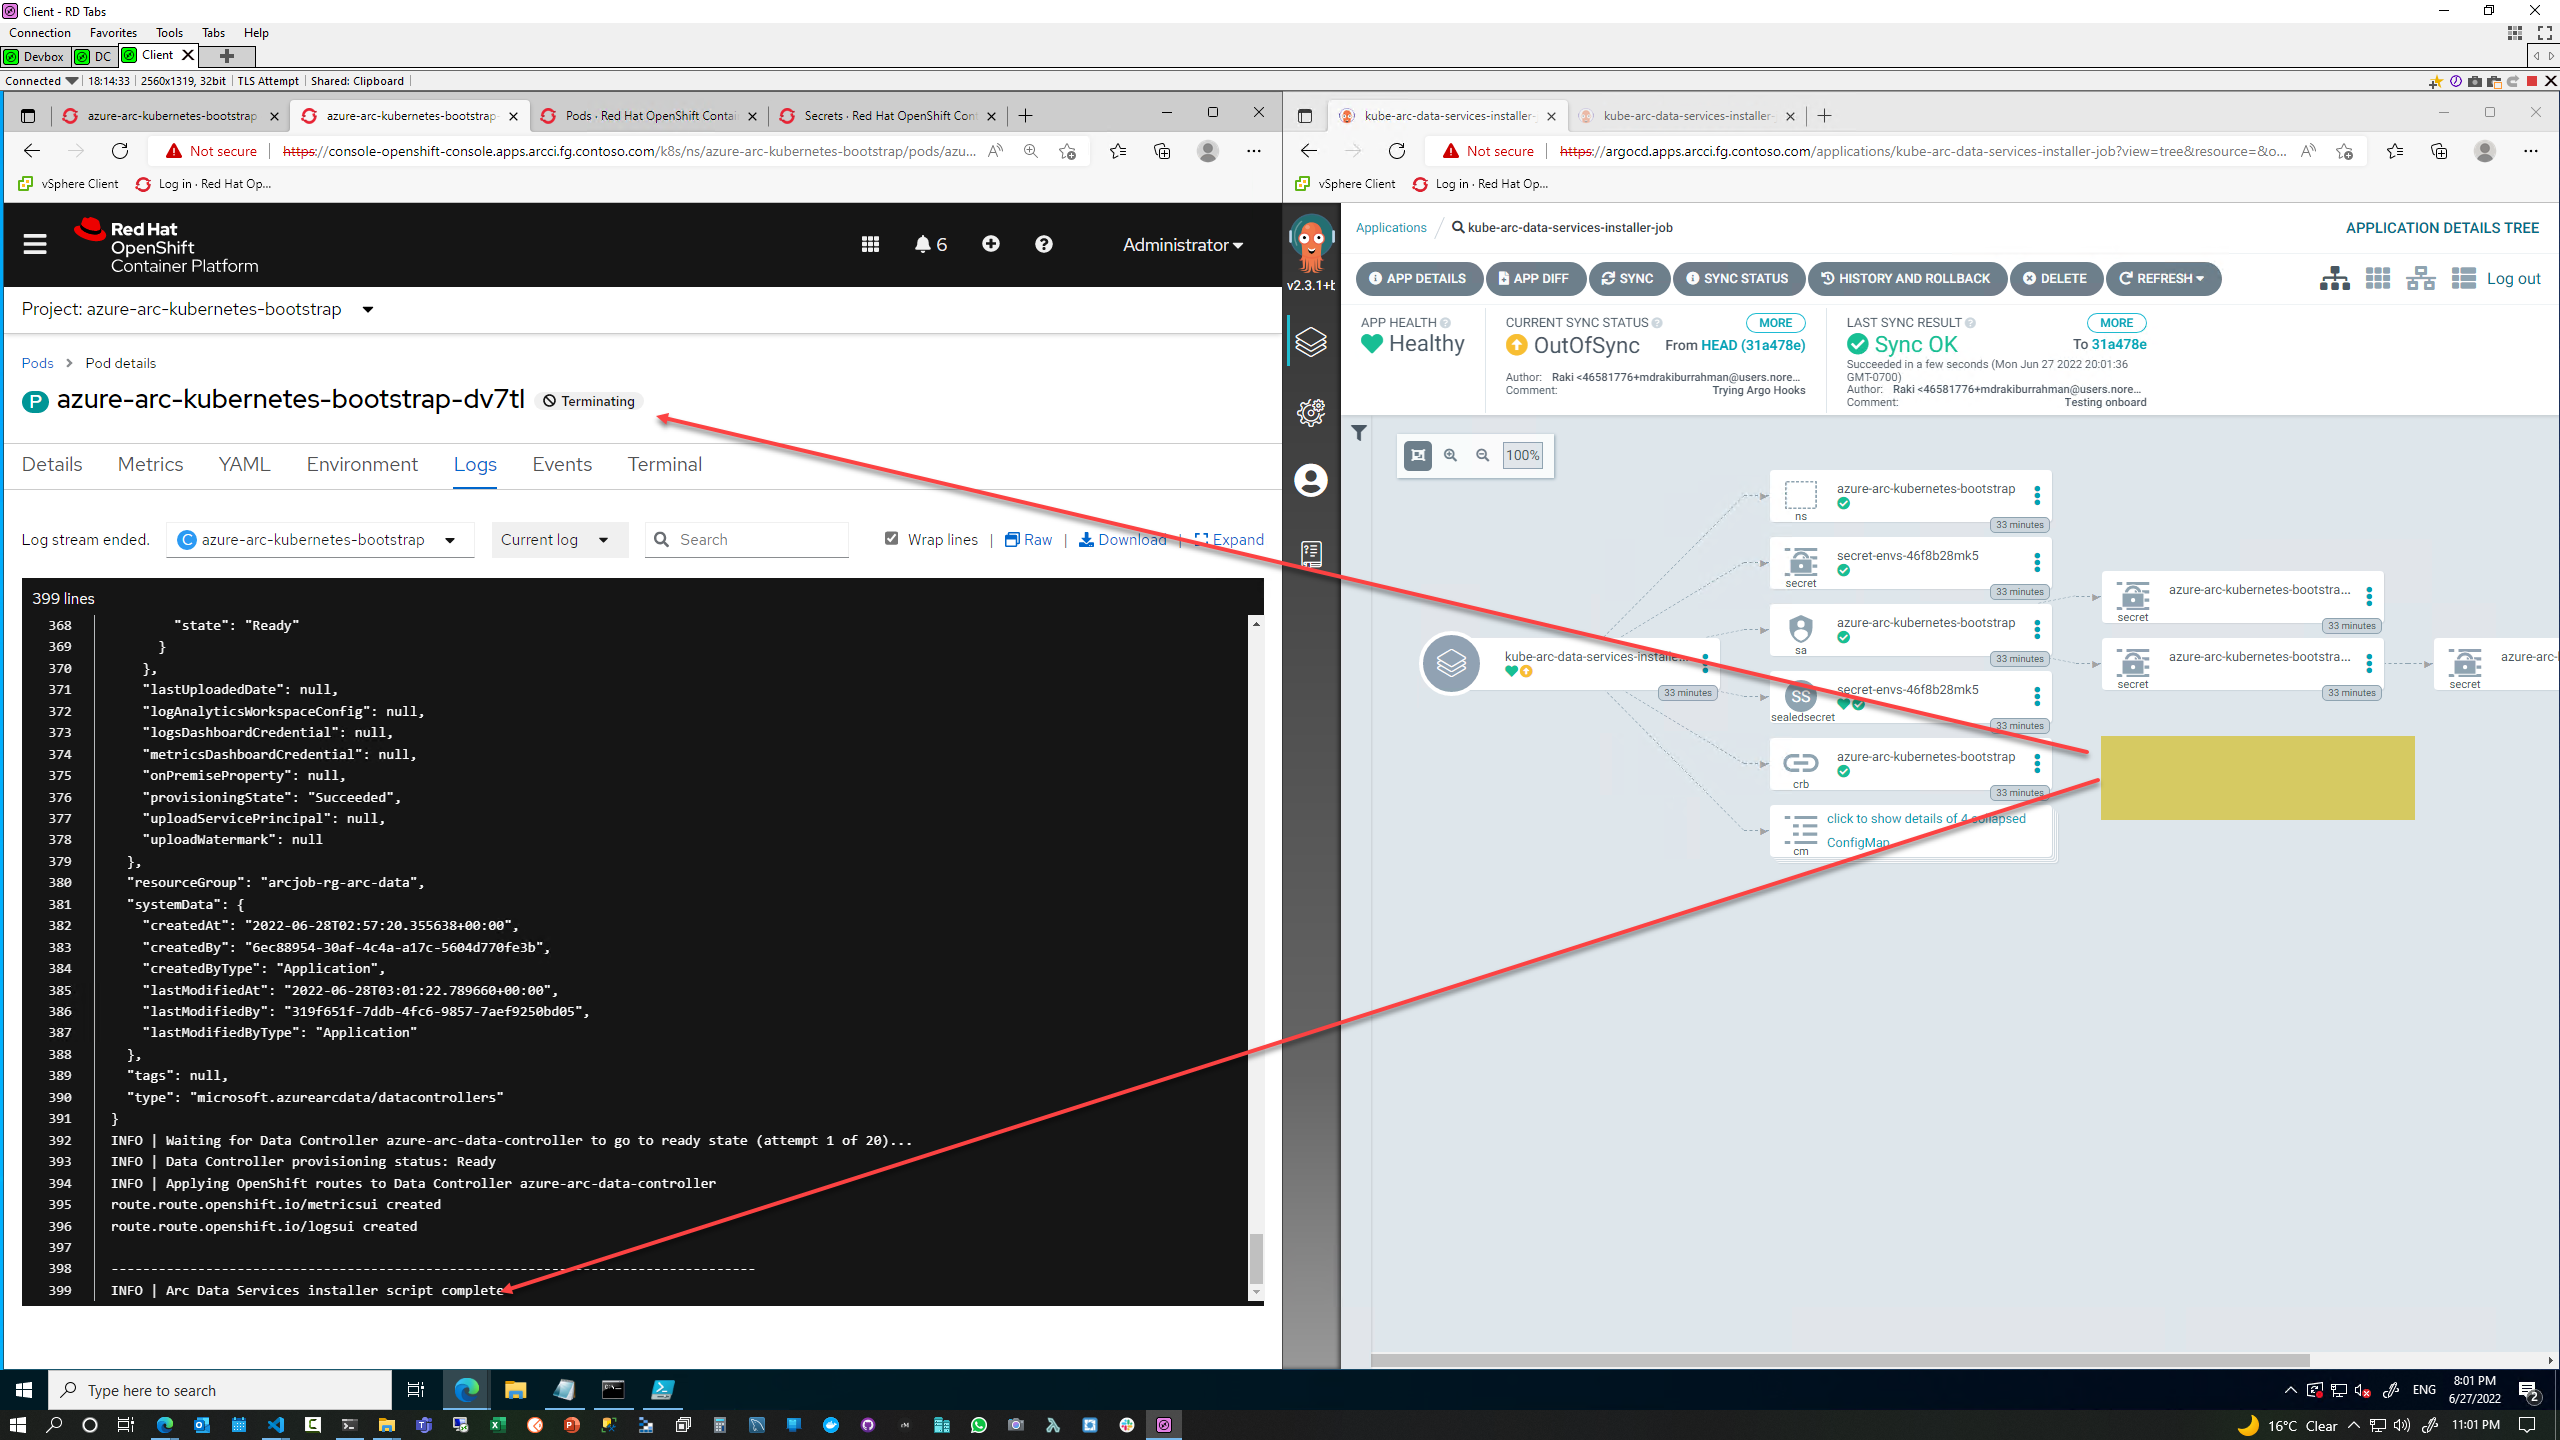 Client - RD Tabs
Connection Favorites Tools Tabs Help
Devbox DC Client
Connected 18:14:33 2560x1319, 32bit TLS Attempt Shared: Clipboard
azure-arc-kubernetes-bootstrap azure-arc-kubernetes-bootstrap- Pods · Red Hat OpenShift Contai Secrets · Red Hat OpenShift Cont
Not secure https://console-openshift-console.apps.arcci.fg.contoso.com/k8s/ns/azure-arc-kubernetes-bootstrap/pods/azu...
vSphere Client Log in · Red Hat Op...
Red Hat
OpenShift
Container Platform
6
Administrator
Project: azure-arc-kubernetes-bootstrap
Pods > Pod details
P azure-arc-kubernetes-bootstrap-dv7tl Terminating
Details Metrics YAML Environment Logs Events Terminal
Log stream ended. C azure-arc-kubernetes-bootstrap Current log Search Wrap lines | Raw | Download | Expand
399 lines
368 "state": "Ready"
369 }
370 },
371 "lastUploadedDate": null,
372 "logAnalyticsWorkspaceConfig": null,
373 "logsDashboardCredential": null,
374 "metricsDashboardCredential": null,
375 "onPremiseProperty": null,
376 "provisioningState": "Succeeded",
377 "uploadServicePrincipal": null,
378 "uploadWatermark": null
379 },
380 "resourceGroup": "arcjob-rg-arc-data",
381 "systemData": {
382 "createdAt": "2022-06-28T02:57:20.355638+00:00",
383 "createdBy": "6ec88954-30af-4c4a-a17c-5604d770fe3b",
384 "createdByType": "Application",
385 "lastModifiedAt": "2022-06-28T03:01:22.789660+00:00",
386 "lastModifiedBy": "319f651f-7ddb-4fc6-9857-7aef9250bd05",
387 "lastModifiedByType": "Application"
388 },
389 "tags": null,
390 "type": "microsoft.azurearcdata/datacontrollers"
391 }
392 INFO | Waiting for Data Controller azure-arc-data-controller to go to ready state (attempt 1 of 20)...
393 INFO | Data Controller provisioning status: Ready
394 INFO | Applying OpenShift routes to Data Controller azure-arc-data-controller
395 route.route.openshift.io/metricsui created
396 route.route.openshift.io/logsui created
397
398 ----------------------------------------------------------------------------------
399 INFO | Arc Data Services installer script complete
kube-arc-data-services-installer- kube-arc-data-services-installer-
Not secure https://argocd.apps.arcci.fg.contoso.com/applications/kube-arc-data-services-installer-job?view=tree&resource=&o...
vSphere Client Log in · Red Hat Op...
v2.3.1+b
Applications / kube-arc-data-services-installer-job APPLICATION DETAILS TREE
APP DETAILS APP DIFF SYNC SYNC STATUS HISTORY AND ROLLBACK DELETE REFRESH Log out
APP HEALTH
Healthy
CURRENT SYNC STATUS MORE
OutOfSync From HEAD (31a478e)
Author: Raki <46581776+mdrakiburrahman@users.nore...
Comment: Trying Argo Hooks
LAST SYNC RESULT MORE
Sync OK To 31a478e
Succeeded in a few seconds (Mon Jun 27 2022 20:01:36
GMT-0700)
Author: Raki <46581776+mdrakiburrahman@users.nore...
Comment: Testing onboard
100%
kube-arc-data-services-installe...
33 minutes
azure-arc-kubernetes-bootstrap
ns
33 minutes
secret-envs-46f8b28mk5
secret
33 minutes
azure-arc-kubernetes-bootstrap
sa
33 minutes
SS secret-envs-46f8b28mk5
sealedsecret
33 minutes
azure-arc-kubernetes-bootstrap
crb
33 minutes
click to show details of 4 collapsed
ConfigMap
cm
azure-arc-kubernetes-bootstra...
secret
33 minutes
azure-arc-kubernetes-bootstra...
secret
33 minutes
azure-arc-l
secret
Type here to search
ENG
8:01 PM
6/27/2022
2
16°C Clear
11:01 PM